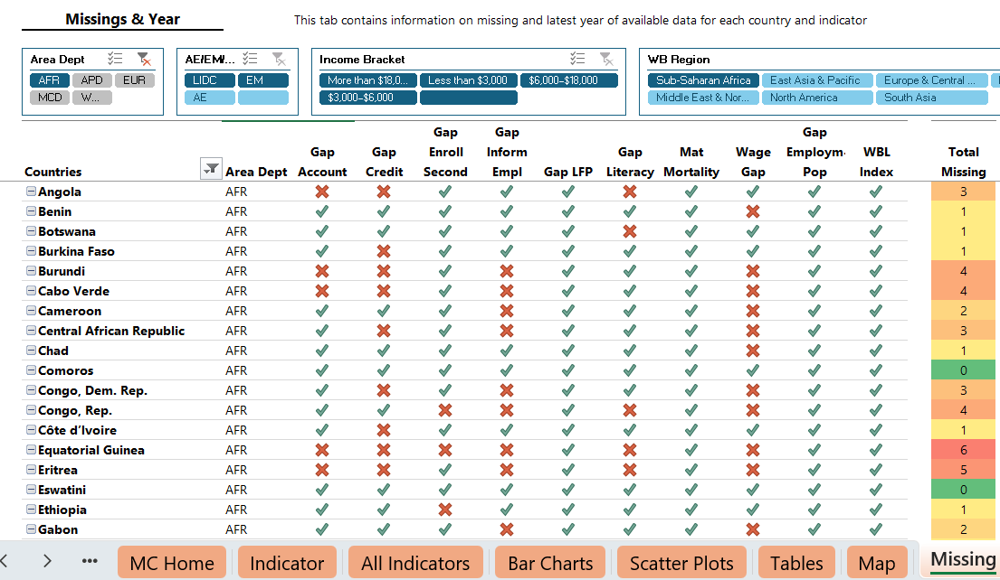 Missings & Year
This tab contains information on missing and latest year of available data for each country and indicator
Area Dept AE/EM/... Income Bracket WB Region
AFR APD EUR LIDC EM More than $18,0... Less than $3,000 $6,000–$18,000 Sub-Saharan Africa East Asia & Pacific Europe & Central ...
MCD W... AE $3,000–$6,000 Middle East & Nor... North America South Asia
Countries Area Dept Gap Account Gap Credit Gap Enroll Second Gap Inform Empl Gap LFP Gap Literacy Mat Mortality Wage Gap Gap Employm Pop WBL Index Total Missing
Angola AFR 3
Benin AFR 1
Botswana AFR 1
Burkina Faso AFR 1
Burundi AFR 4
Cabo Verde AFR 4
Cameroon AFR 2
Central African Republic AFR 3
Chad AFR 1
Comoros AFR 0
Congo, Dem. Rep. AFR 3
Congo, Rep. AFR 4
Côte d’Ivoire AFR 1
Equatorial Guinea AFR 6
Eritrea AFR 5
Eswatini AFR 0
Ethiopia AFR 1
Gabon AFR 2
MC Home Indicator All Indicators Bar Charts Scatter Plots Tables Map Missing